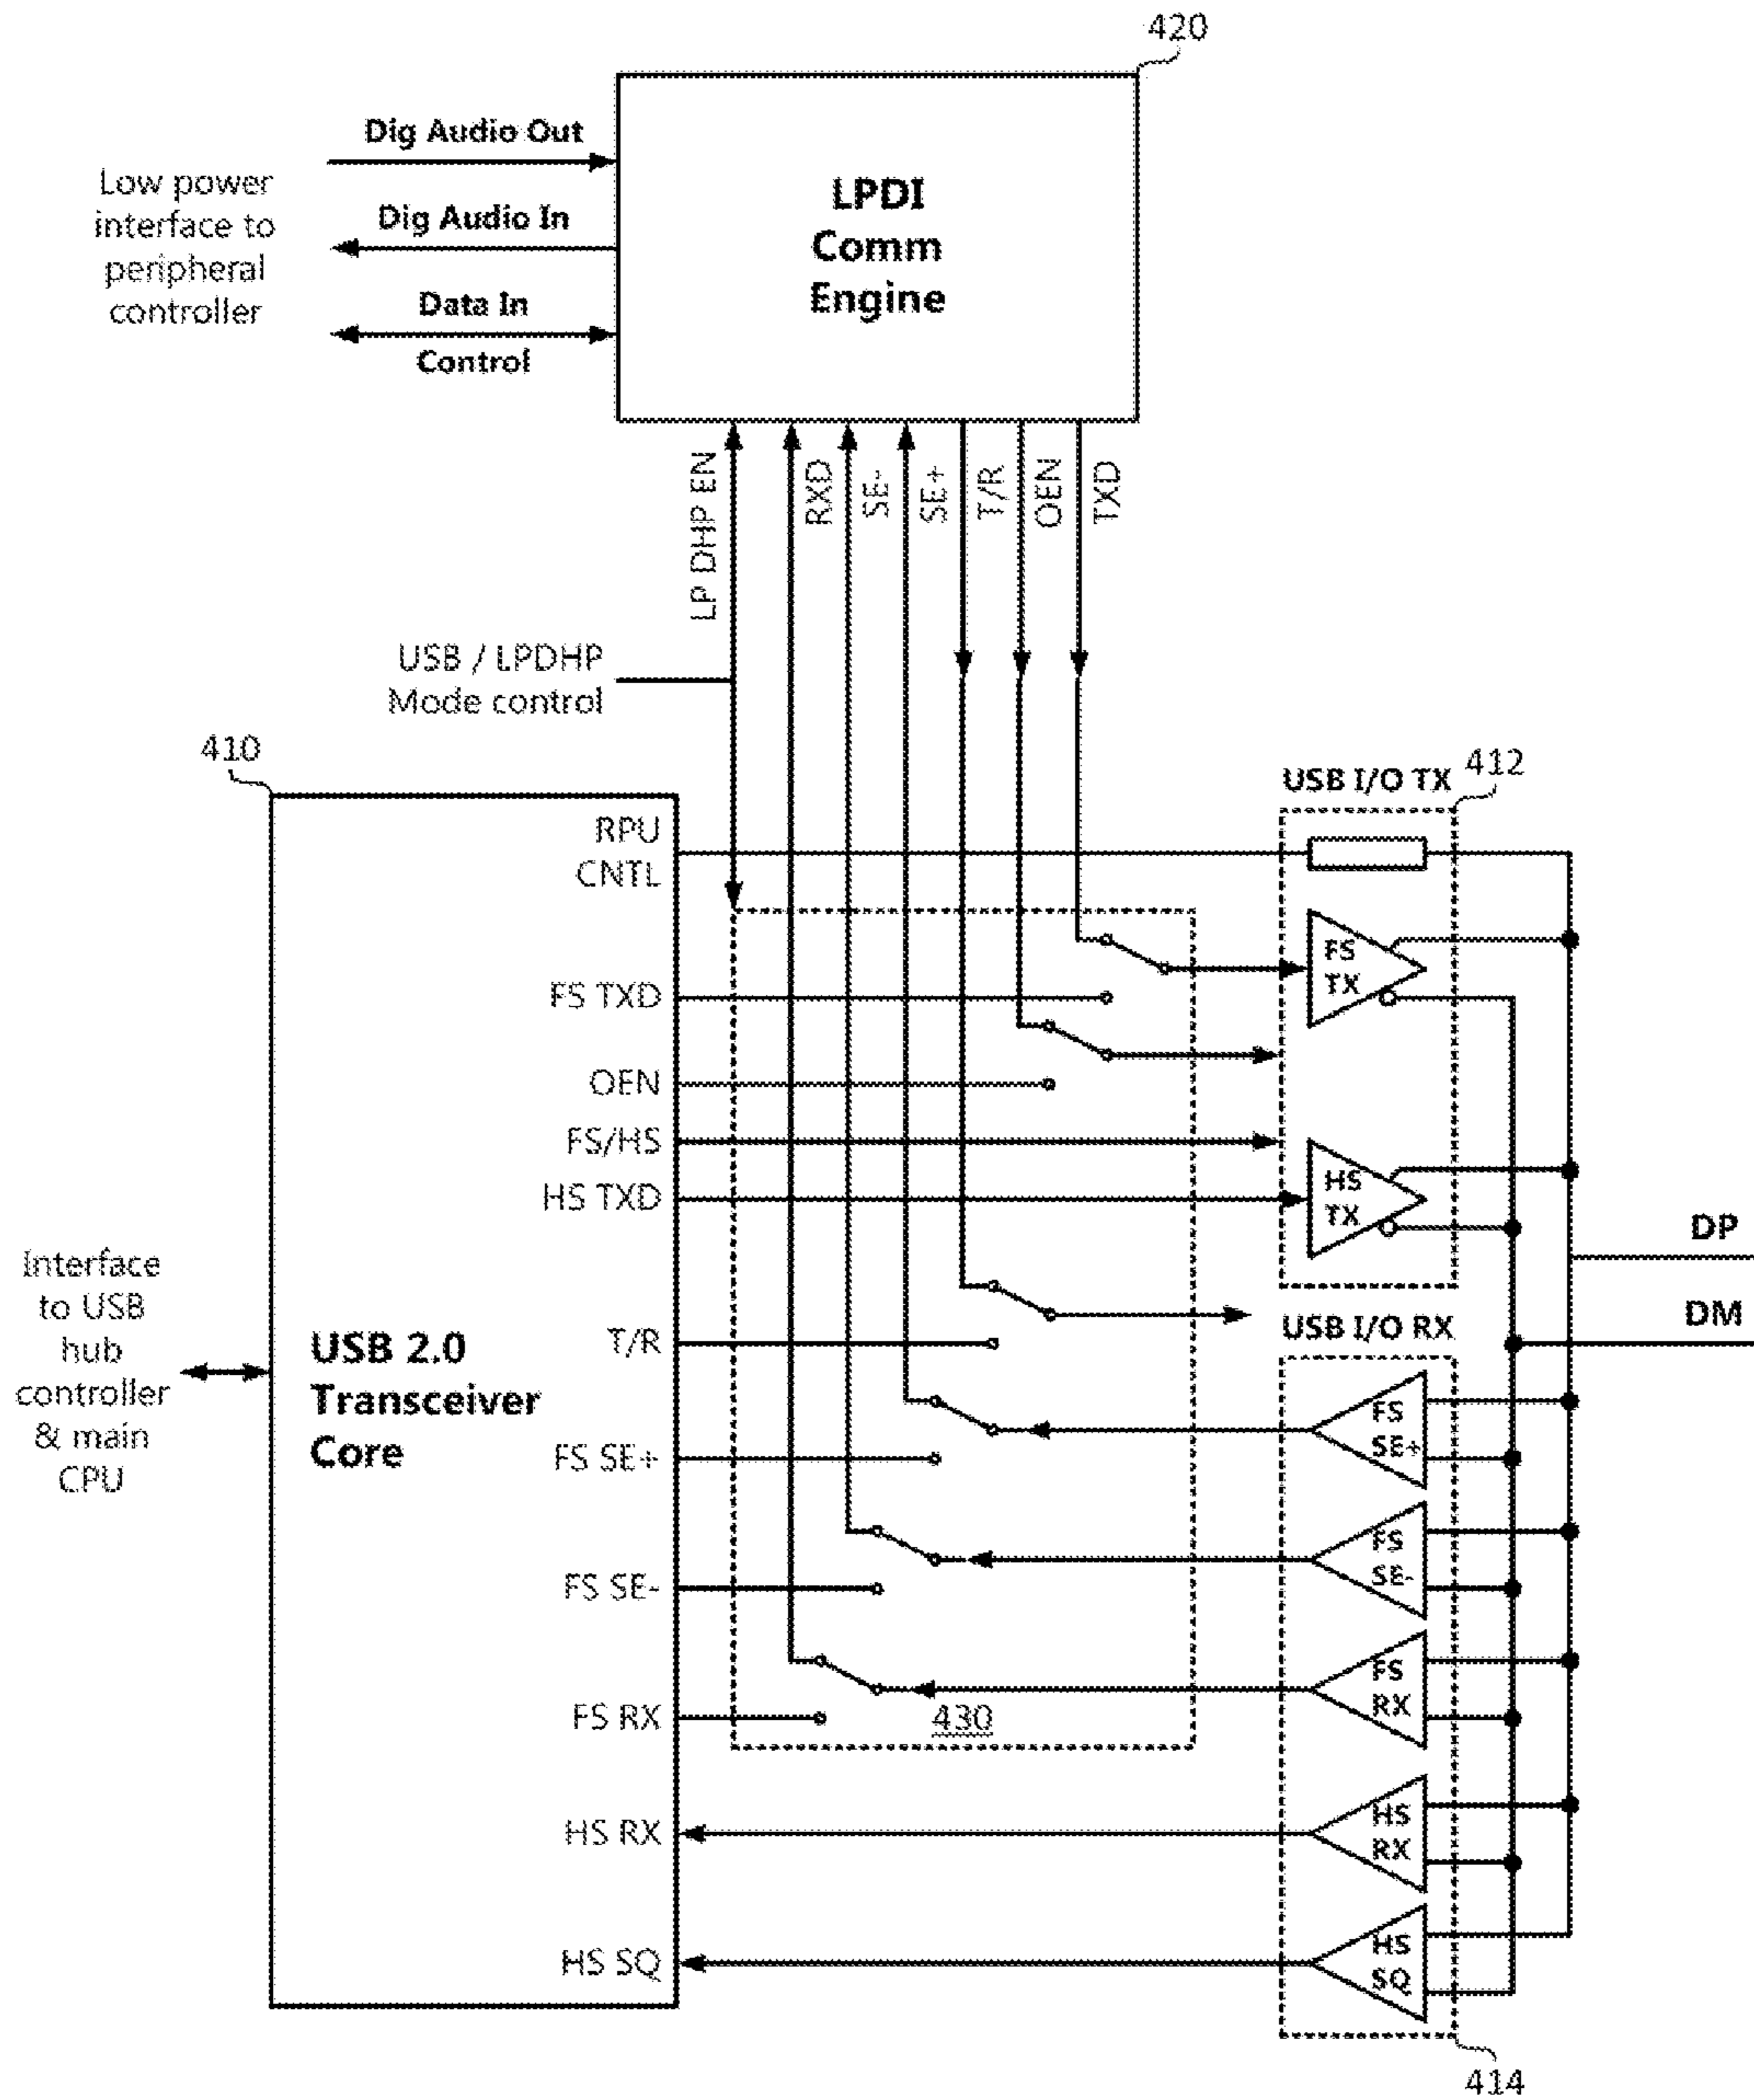 420
Dig Audio Out
Low power
interface to
peripheral
controller
Dig Audio In
Data In
Control
LPDI
Comm
Engine
LP DHP EN
RXD
SE-
SE+
T/R
OEN
TXD
USB / LPDHP
Mode control
410
USB I/O TX
412
RPU
CNTL
FS
TX
FS TXD
OEN
FS/HS
HS TXD
HS
TX
DP
DM
Interface
to USB
hub
controller
& main
CPU
USB 2.0
Transceiver
Core
T/R
USB I/O RX
FS
SE+
FS SE+
FS
SE-
FS SE-
FS
RX
FS RX
430
HS
RX
HS RX
HS
SQ
HS SQ
414